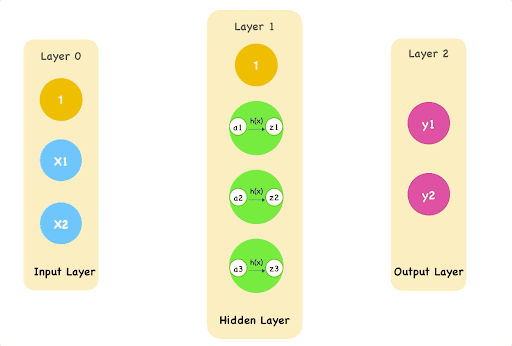 Layer 0
1
X1
X2
Input Layer
Layer 1
1
h(x)
a1
z1
h(x)
a2
z2
h(x)
a3
z3
Hidden Layer
Layer 2
y1
y2
Output Layer